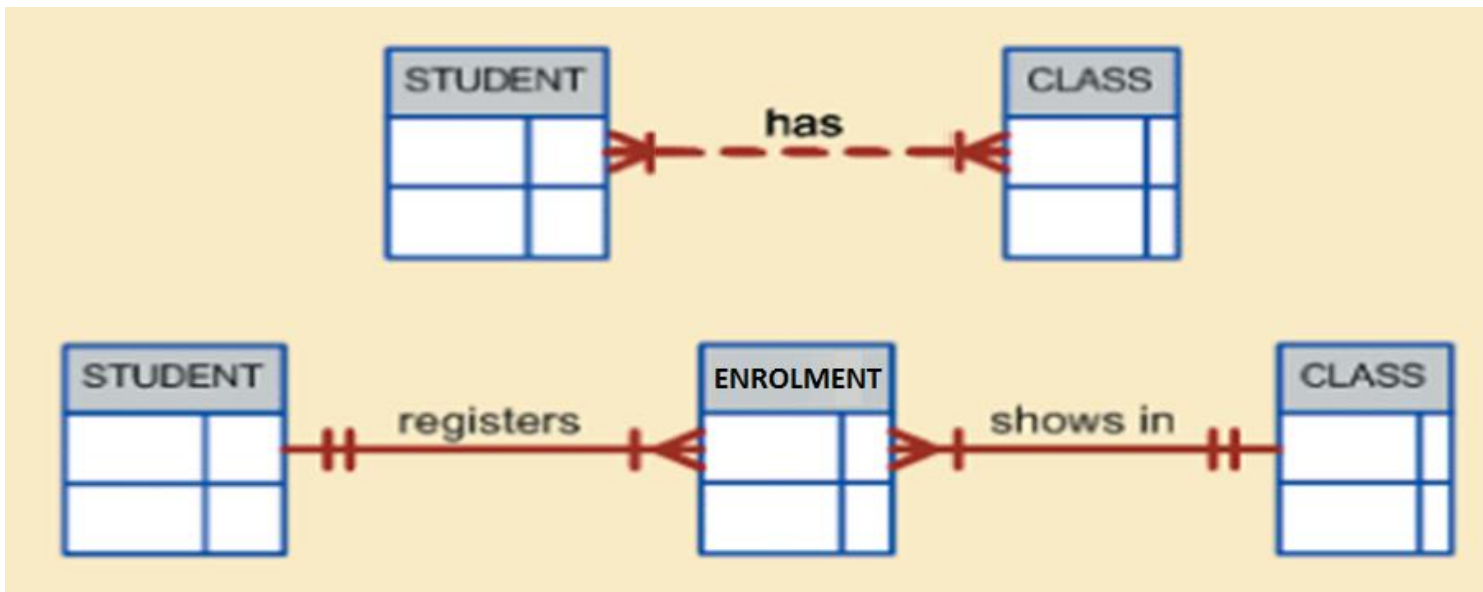 STUDENT
CLASS
has
STUDENT
ENROLMENT
CLASS
registers
shows in